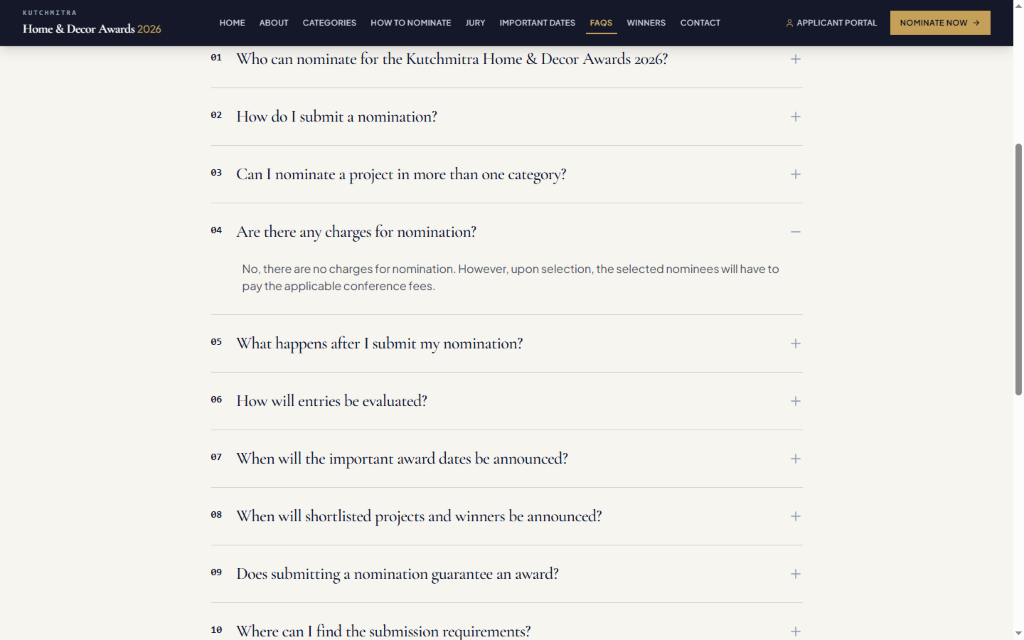 KUTCHMITRA
Home & Decor Awards 2026
HOME ABOUT CATEGORIES HOW TO NOMINATE JURY IMPORTANT DATES FAQS WINNERS CONTACT
APPLICANT PORTAL
NOMINATE NOW →
01 Who can nominate for the Kutchmitra Home & Decor Awards 2026? +
02 How do I submit a nomination? +
03 Can I nominate a project in more than one category? +
04 Are there any charges for nomination? −
No, there are no charges for nomination. However, upon selection, the selected nominees will have to
pay the applicable conference fees.
05 What happens after I submit my nomination? +
06 How will entries be evaluated? +
07 When will the important award dates be announced? +
08 When will shortlisted projects and winners be announced? +
09 Does submitting a nomination guarantee an award? +
10 Where can I find the submission requirements? +